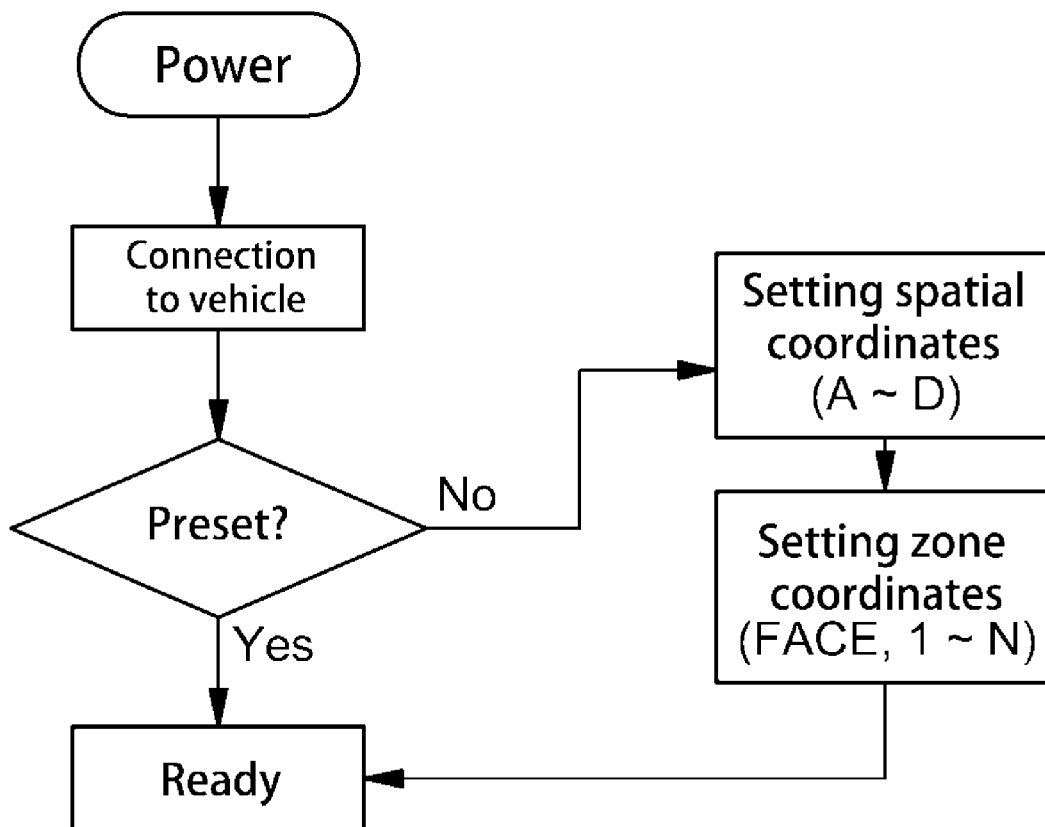 Power
Connection
to vehicle
Preset?
No
Yes
Setting spatial
coordinates
(A ~ D)
Setting zone
coordinates
(FACE, 1 ~ N)
Ready